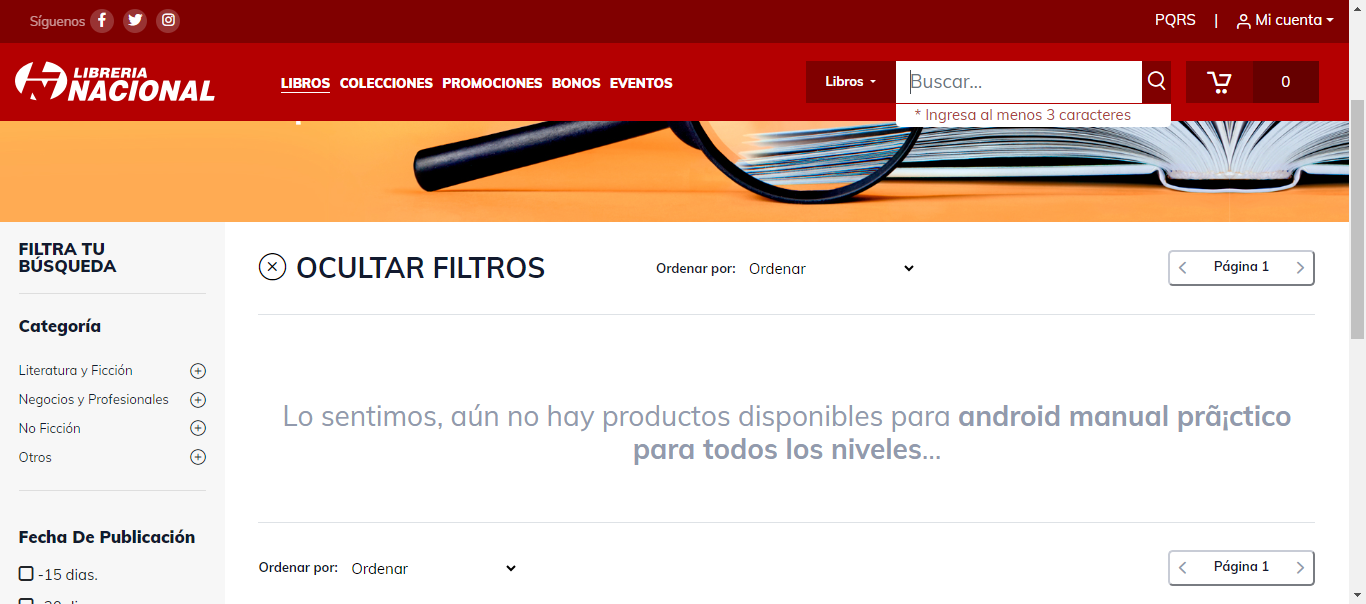 Síguenos
PQRS | Mi cuenta
LIBRERIA
NACIONAL
LIBROS COLECCIONES PROMOCIONES BONOS EVENTOS
Libros
Buscar...
0
* Ingresa al menos 3 caracteres
FILTRA TU
BÚSQUEDA
OCULTAR FILTROS
Ordenar por: Ordenar
Página 1
Categoría
Literatura y Ficción
Negocios y Profesionales
No Ficción
Otros
Lo sentimos, aún no hay productos disponibles para android manual prã¡ctico
para todos los niveles...
Fecha De Publicación
-15 dias.
Ordenar por: Ordenar
Página 1